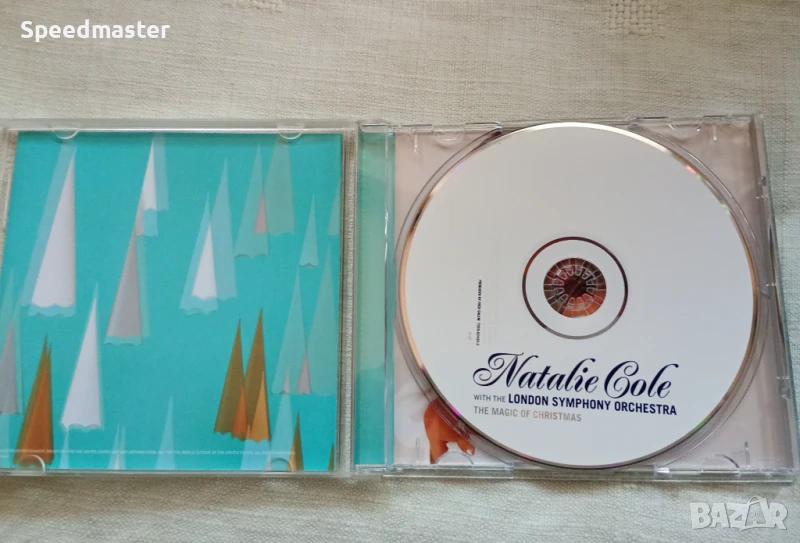 Speedmaster
Natalie Cole
WITH THE LONDON SYMPHONY ORCHESTRA
THE MAGIC OF CHRISTMAS
BAZAR